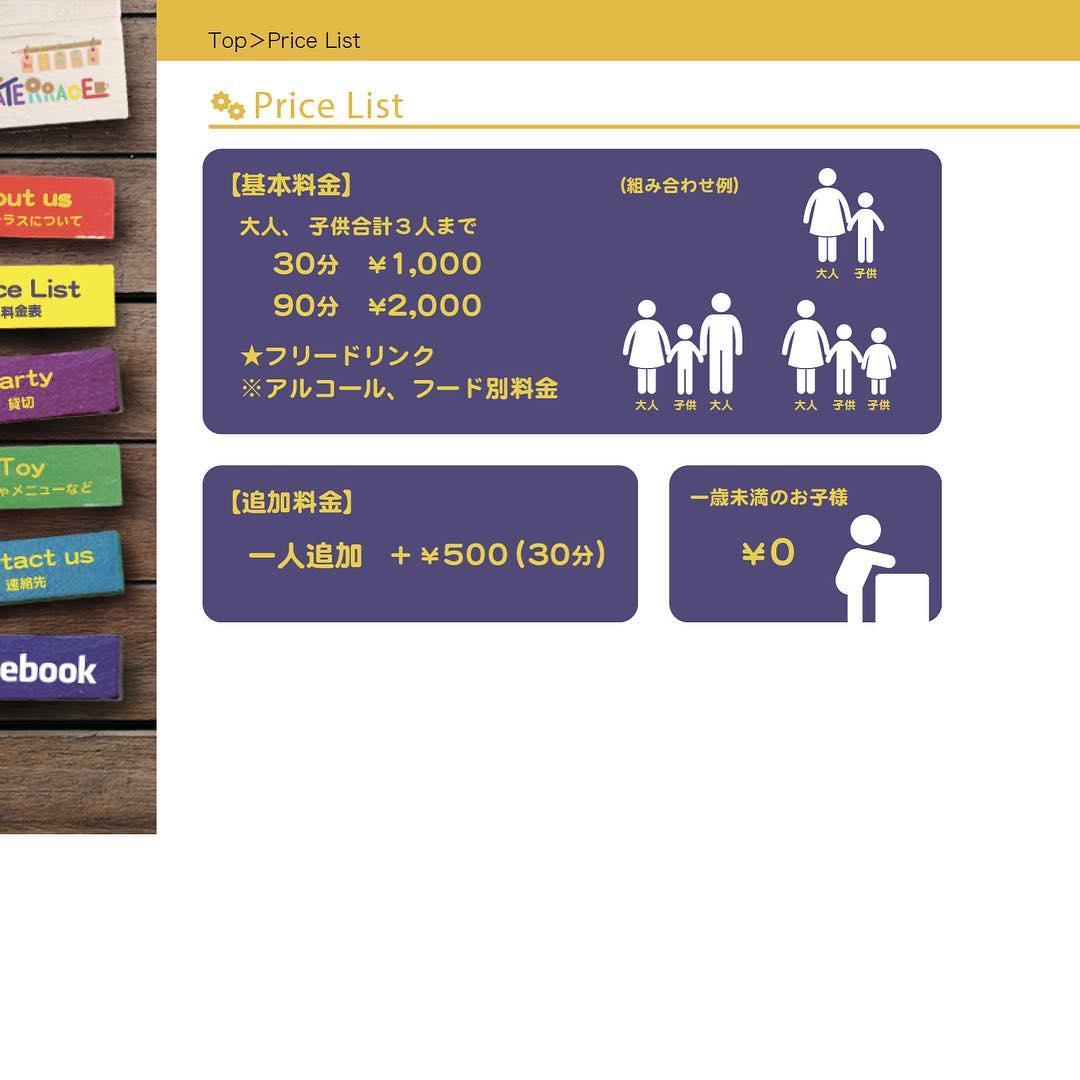 Top>Price List
Price List
【基本料金】
(組み合わせ例)
大人、 子供合計３人まで
30分 ￥1,000
90分 ￥2,000
★フリードリンク
※アルコール、フード別料金
大人 子供
大人 子供 大人
大人 子供 子供
【追加料金】
一人追加 ＋￥500(30分)
一歳未満のお子様
￥0
out us
ラスについて
ce List
料金表
arty
貸切
Toy
ゃメニューなど
tact us
連絡先
ebook